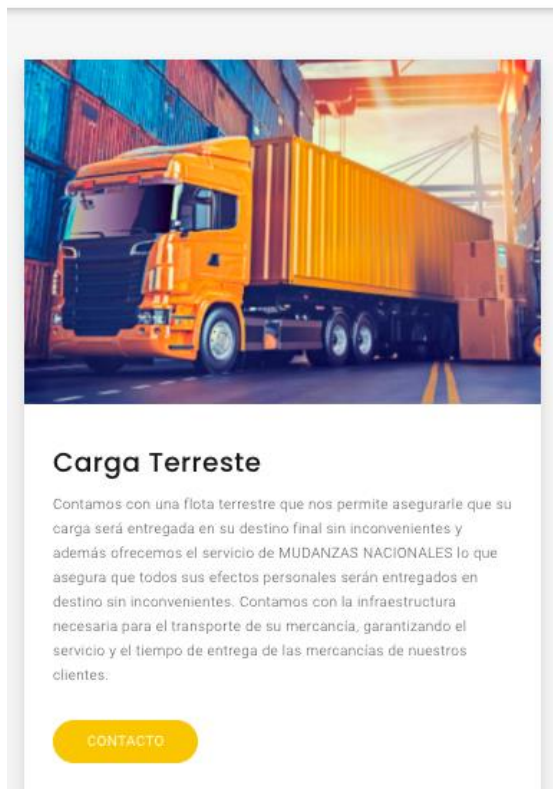 Carga Terreste
Contamos con una flota terrestre que nos permite asegurarle que su
carga será entregada en su destino final sin inconvenientes y
además ofrecemos el servicio de MUDANZAS NACIONALES lo que
asegura que todos sus efectos personales serán entregados en
destino sin inconvenientes. Contamos con la infraestructura
necesaria para el transporte de su mercancía, garantizando el
servicio y el tiempo de entrega de las mercancías de nuestros
clientes.
CONTACTO